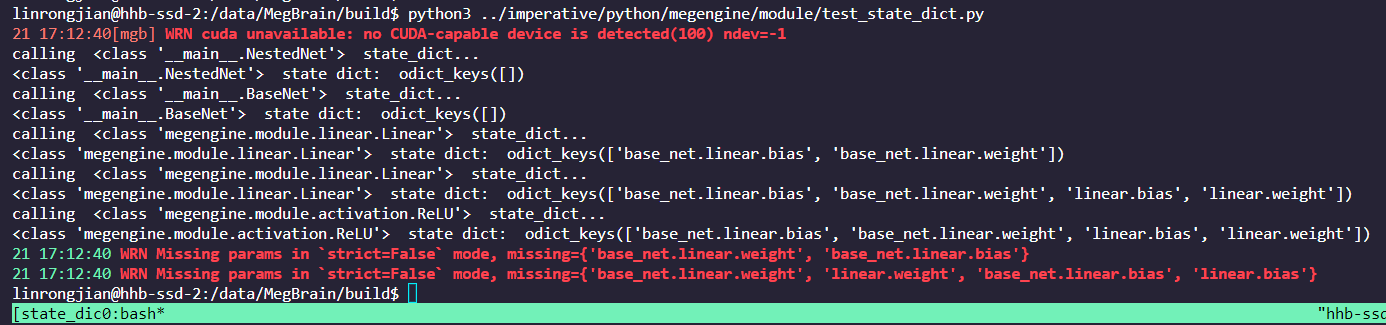 linrongjian@hhb-ssd-2:/data/MegBrain/build$ python3 ../imperative/python/megengine/module/test_state_dict.py
21 17:12:40[mgb] WRN cuda unavailable: no CUDA-capable device is detected(100) ndev=-1
calling  <class '__main__.NestedNet'>  state_dict...
<class '__main__.NestedNet'>  state dict:  odict_keys([])
calling  <class '__main__.BaseNet'>  state_dict...
<class '__main__.BaseNet'>  state dict:  odict_keys([])
calling  <class 'megengine.module.linear.Linear'>  state_dict...
<class 'megengine.module.linear.Linear'>  state dict:  odict_keys(['base_net.linear.bias', 'base_net.linear.weight'])
calling  <class 'megengine.module.linear.Linear'>  state_dict...
<class 'megengine.module.linear.Linear'>  state dict:  odict_keys(['base_net.linear.bias', 'base_net.linear.weight', 'linear.bias', 'linear.weight'])
calling  <class 'megengine.module.activation.ReLU'>  state_dict...
<class 'megengine.module.activation.ReLU'>  state dict:  odict_keys(['base_net.linear.bias', 'base_net.linear.weight', 'linear.bias', 'linear.weight'])
21 17:12:40 WRN Missing params in `strict=False` mode, missing={'base_net.linear.weight', 'base_net.linear.bias'}
21 17:12:40 WRN Missing params in `strict=False` mode, missing={'base_net.linear.weight', 'linear.weight', 'base_net.linear.bias', 'linear.bias'}
linrongjian@hhb-ssd-2:/data/MegBrain/build$
[state_dic0:bash* "hhb-ssd